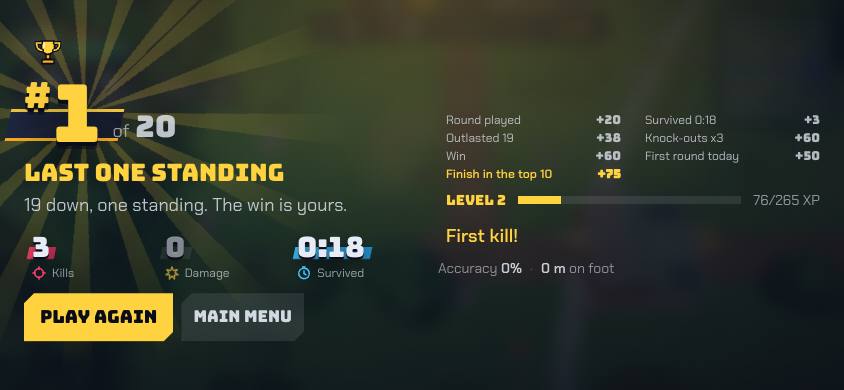 #1 of 20
LAST ONE STANDING
19 down, one standing. The win is yours.
3
Kills
0
Damage
0:18
Survived
PLAY AGAIN
MAIN MENU
Round played +20
Outlasted 19 +38
Win +60
Finish in the top 10 +75
Survived 0:18 +3
Knock-outs x3 +60
First round today +50
LEVEL 2 76/265 XP
First kill!
Accuracy 0% · 0 m on foot